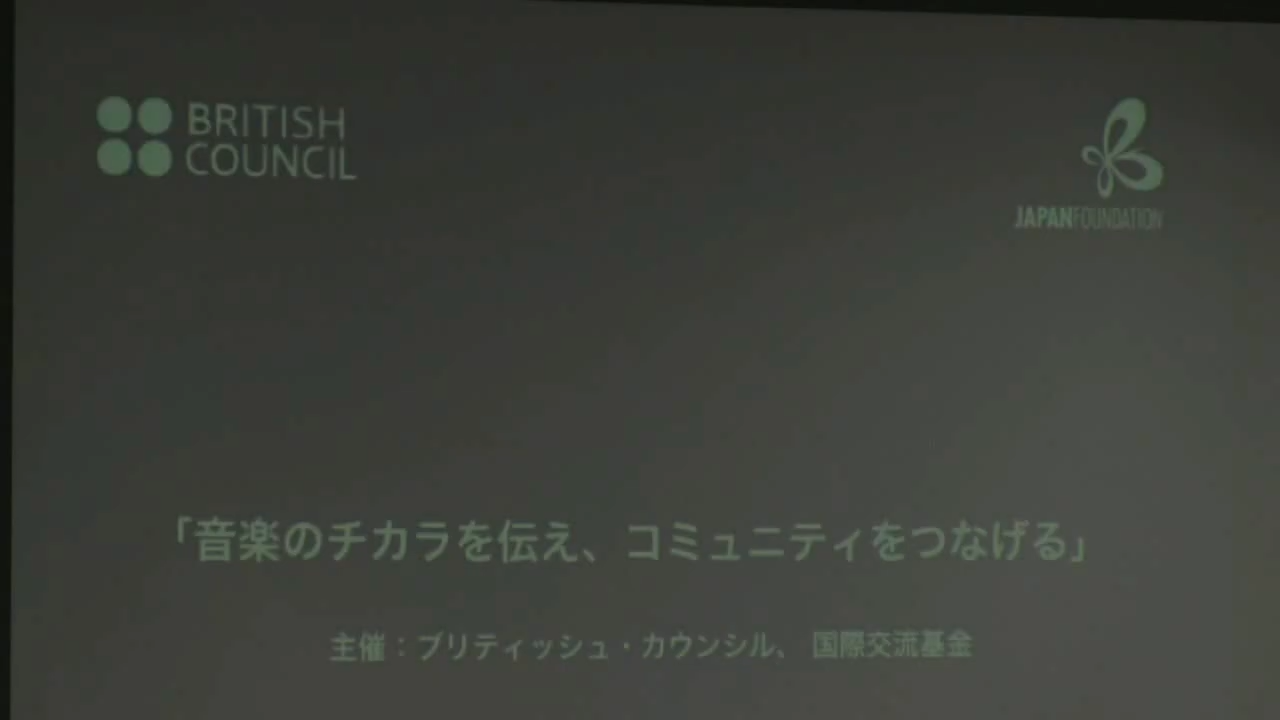 BRITISH
COUNCIL
JAPANFOUNDATION
「音楽のチカラを伝え、コミュニティをつなげる」
主催：ブリティッシュ・カウンシル、国際交流基金